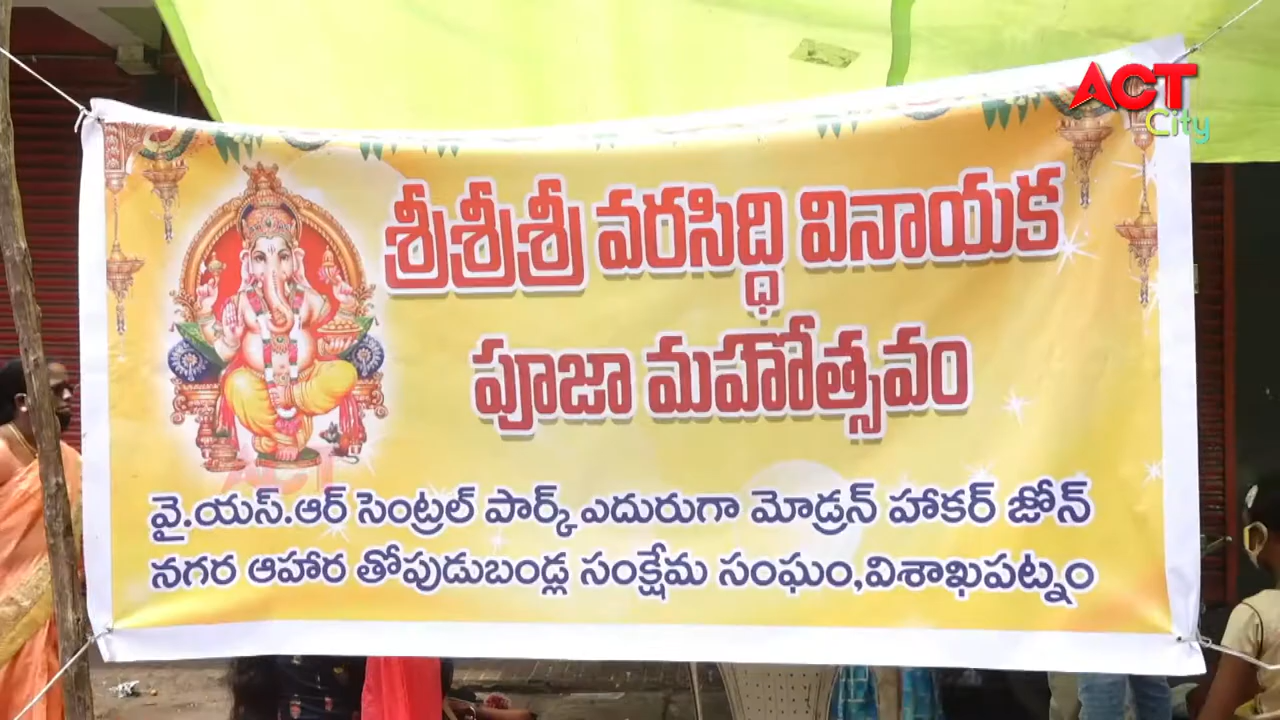 ACT
City
శ్రీశ్రీశ్రీ వరసిద్ధి వినాయక
పూజా మహోత్సవం
వై.యస్.ఆర్ సెంట్రల్ పార్క్ ఎదురుగా మోడ్రన్ హాకర్ జోన్
నగర ఆహార తోపుడుబండ్ల సంక్షేమ సంఘం,విశాఖపట్నం